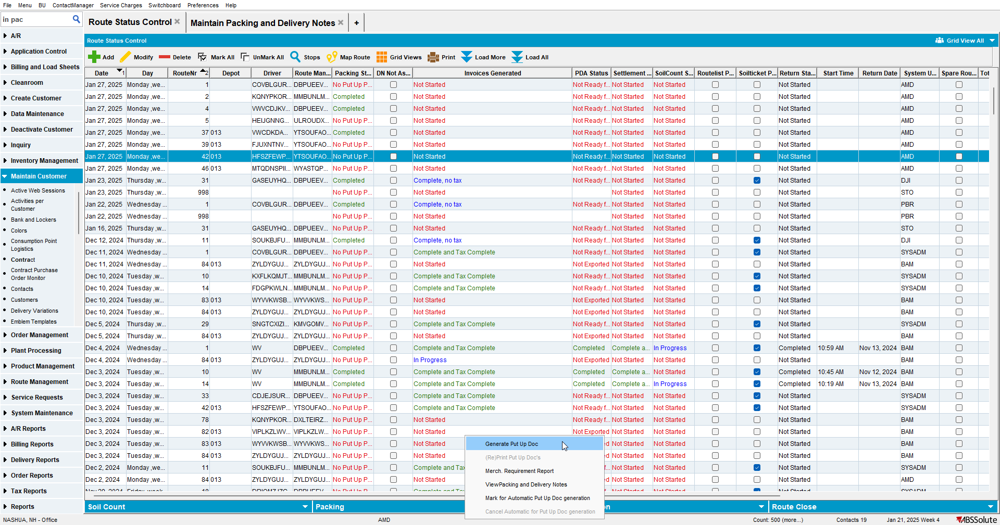 File Menu BU ContactManager Service Charges Switchboard Preferences Help
in pac
Route Status Control Maintain Packing and Delivery Notes +
Route Status Control Grid View All
Add Modify Delete Mark All UnMark All Stops Map Route Grid Views Print Load More Load All
A/R
Application Control
Billing and Load Sheets
Cleanroom
Create Customer
Data Maintenance
Deactivate Customer
Inquiry
Inventory Management
Maintain Customer
Active Web Sessions
Activities per
Customer
Bank and Lockers
Colors
Consumption Point
Logistics
Contract
Contract Purchase
Order Monitor
Contacts
Customers
Delivery Variations
Emblem Templates
Order Management
Plant Processing
Product Management
Route Management
Service Requests
System Maintenance
A/R Reports
Billing Reports
Delivery Reports
Order Reports
Tax Reports
Reports
Date 1 Day RouteNr 2 Depot Driver Route Man... Packing St... DN Not As... Invoices Generated PDA Status Settlement ... SoilCount S... Routelist P... Soilticket P... Return Sta... Start Time Return Date System U... Spare Rou... Tot
Jan 27, 2025 Monday ,we... 1 COVBLGUR... DBPUEEV... No Put Up P... Not Started Not Ready f... Not Started Not Started Not Started AMD
Jan 27, 2025 Monday ,we... 2 KQNYPKOR... MMBUNLM... Completed Not Started Not Ready f... Not Started Not Started Not Started AMD
Jan 27, 2025 Monday ,we... 4 VWVCDJKV... DBPUEEV... Completed Not Started Not Ready f... Not Started Not Started Not Started AMD
Jan 27, 2025 Monday ,we... 5 HEIJGNNG... ULROUDX... No Put Up P... Not Started Not Ready f... Not Started Not Started Not Started AMD
Jan 27, 2025 Monday ,we... 37 013 VWCDKDA... YTSOUFAO... Completed Not Started Not Ready f... Not Started Not Started Not Started AMD
Jan 27, 2025 Monday ,we... 39 013 FJUXNTNV... YTSOUFAO... No Put Up P... Not Started Not Ready f... Not Started Not Started Not Started AMD
Jan 27, 2025 Monday ,we... 42 013 HFSZFEWP... YTSOUFAO... No Put Up P... Not Started Not Ready f... Not Started Not Started Not Started AMD
Jan 27, 2025 Monday ,we... 46 013 MTQDNSPII... WYASTQP... No Put Up P... Not Started Not Ready f... Not Started Not Started Not Started AMD
Jan 23, 2025 Thursday ,w... 31 GASEUYHQ... DBPUEEV... Completed Complete, no tax Not Ready f... Not Started Not Started Not Started DJI
Jan 23, 2025 Thursday ,w... 998 No Put Up P... Not Started Not Started Not Started Not Started STO
Jan 22, 2025 Wednesday ... 1 COVBLGUR... DBPUEEV... Completed Complete, no tax Not Ready f... Not Started Not Started Not Started PBR
Jan 22, 2025 Wednesday ... 998 No Put Up P... Not Started Not Started Not Started Not Started PBR
Jan 16, 2025 Thursday ,w... 31 GASEUYHQ... DBPUEEV... No Put Up P... Not Started Not Ready f... Not Started Not Started Not Started STO
Dec 12, 2024 Thursday ,w... 11 SOUKBJFU... MMBUNLM... Completed Complete, no tax Not Ready f... Not Started Not Started Not Started DJI
Dec 11, 2024 Wednesday ... 1 COVBLGUR... DBPUEEV... No Put Up P... Complete and Tax Complete Not Ready f... Not Started Not Started Not Started SYSADM
Dec 11, 2024 Wednesday ... 84 013 ZYLDYGUJ... ZYLDYGUJ... No Put Up P... Not Started Not Exported Not Started Not Started Not Started BAM
Dec 10, 2024 Tuesday ,w... 10 KXFLKQMJT... MMBUNLM... No Put Up P... Complete and Tax Complete Not Ready f... Not Started Not Started Not Started SYSADM
Dec 10, 2024 Tuesday ,w... 14 FDGPKWLN... MMBUNLM... No Put Up P... Complete and Tax Complete Not Ready f... Not Started Not Started Not Started SYSADM
Dec 10, 2024 Tuesday ,w... 83 013 WYVVKWSB... WYVVKWS... No Put Up P... Not Started Not Exported Not Started Not Started Not Started BAM
Dec 10, 2024 Tuesday ,w... 84 013 ZYLDYGUJ... ZYLDYGUJ... No Put Up P... Not Started Not Exported Not Started Not Started Not Started BAM
Dec 5, 2024 Thursday ,w... 29 SNGTCXIZI... KMVGOMV... No Put Up P... Complete and Tax Complete Not Ready f... Not Started Not Started Not Started SYSADM
Dec 5, 2024 Thursday ,w... 84 013 ZYLDYGUJ... ZYLDYGUJ... No Put Up P... Not Started Not Exported Not Started Not Started Not Started BAM
Dec 4, 2024 Wednesday ... 1 WV DBPUEEV... Completed Complete and Tax Complete Completed Complete a... In Progress Completed 10:59 AM Nov 13, 2024 BAM
Dec 4, 2024 Wednesday ... 84 013 ZYLDYGUJ... ZYLDYGUJ... No Put Up P... In Progress Not Exported Not Started Not Started Not Started BAM
Dec 3, 2024 Tuesday ,w... 10 WV MMBUNLM... Completed Complete and Tax Complete Completed Complete a... Not Started Completed 10:45 AM Nov 12, 2024 BAM
Dec 3, 2024 Tuesday ,w... 14 WV MMBUNLM... Completed Complete and Tax Complete Completed Complete a... In Progress Completed 10:19 AM Nov 13, 2024 BAM
Dec 3, 2024 Tuesday ,w... 33 CDJEJSUR... DBPUEEV... No Put Up P... Complete and Tax Complete Not Ready f... Not Started Not Started Not Started SYSADM
Dec 3, 2024 Tuesday ,w... 42 013 HFSZFEWP... YTSOUFAO... No Put Up P... Complete and Tax Complete Not Ready f... Not Started Not Started Not Started SYSADM
Dec 3, 2024 Tuesday ,w... 78 KQNYPKOR... DXLTEIRZ... No Put Up P... Not Started Not Ready f... Not Started Not Started Not Started BAM
Dec 3, 2024 Tuesday ,w... 82 013 VIPLKZLWV... VIPLKZLW... No Put Up P... Not Started Not Exported Not Started Not Started Not Started BAM
Dec 3, 2024 Tuesday ,w... 83 013 WYVVKWSB... WYVVKWS... No Put Up P... Not Started ed Not Started Not Started Not Started BAM
Dec 3, 2024 Tuesday ,w... 84 013 ZYLDYGUJ... ZYLDYGUJ... No Put Up P... Not Started ed Not Started Not Started Not Started BAM
Dec 2, 2024 Monday ,we... 11 SOUKBJFU... MMBUNLM... No Put Up P... Complete and Tax f... Not Started Not Started Not Started SYSADM
Dec 2, 2024 Monday ,we... 84 013 ZYLDYGUJ... ZYLDYGUJ... No Put Up P... Not Started ed Not Started Not Started Not Started AMD
Generate Put Up Doc
(Re)Print Put Up Doc's
Merch. Requirement Report
ViewPacking and Delivery Notes
Mark for Automatic Put Up Doc generation
Cancel Automatic for Put Up Doc generation
Soil Count Packing on Route Close
NASHUA, NH - Office AMD Count: 500 (more...) Contacts 19 Jan 21, 2025 Week 4 ABSSolute